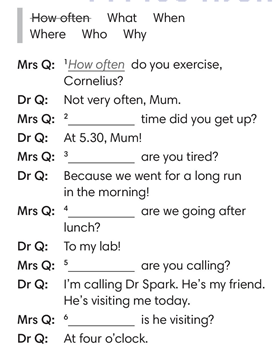 How often What When
Where Who Why
Mrs Q: ¹How often do you exercise,
Cornelius?
Dr Q: Not very often, Mum.
Mrs Q: ²__________ time did you get up?
Dr Q: At 5.30, Mum!
Mrs Q: ³__________ are you tired?
Dr Q: Because we went for a long run
in the morning!
Mrs Q: ⁴__________ are we going after
lunch?
Dr Q: To my lab!
Mrs Q: ⁵__________ are you calling?
Dr Q: I'm calling Dr Spark. He's my friend.
He's visiting me today.
Mrs Q: ⁶__________ is he visiting?
Dr Q: At four o'clock.